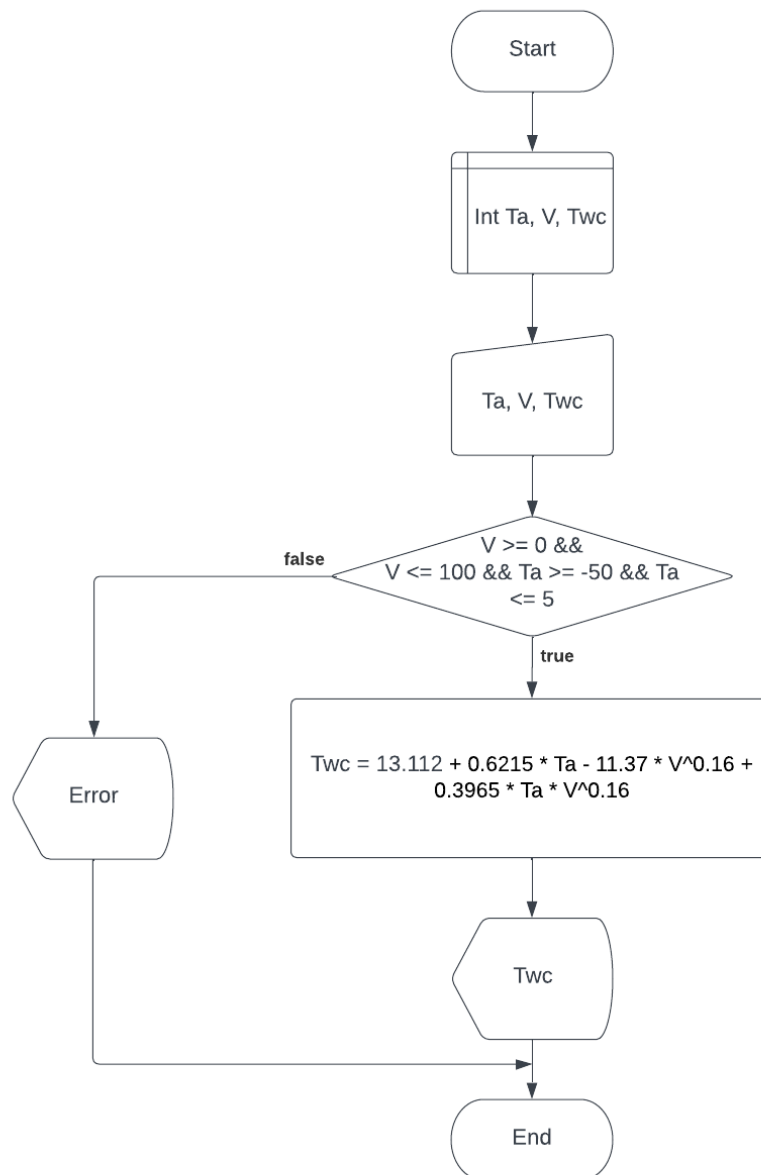 Start
Int Ta, V, Twc
Ta, V, Twc
V >= 0 &&
V <= 100 && Ta >= -50 && Ta
<= 5
false
true
Twc = 13.112 + 0.6215 * Ta - 11.37 * V^0.16 +
0.3965 * Ta * V^0.16
Error
Twc
End